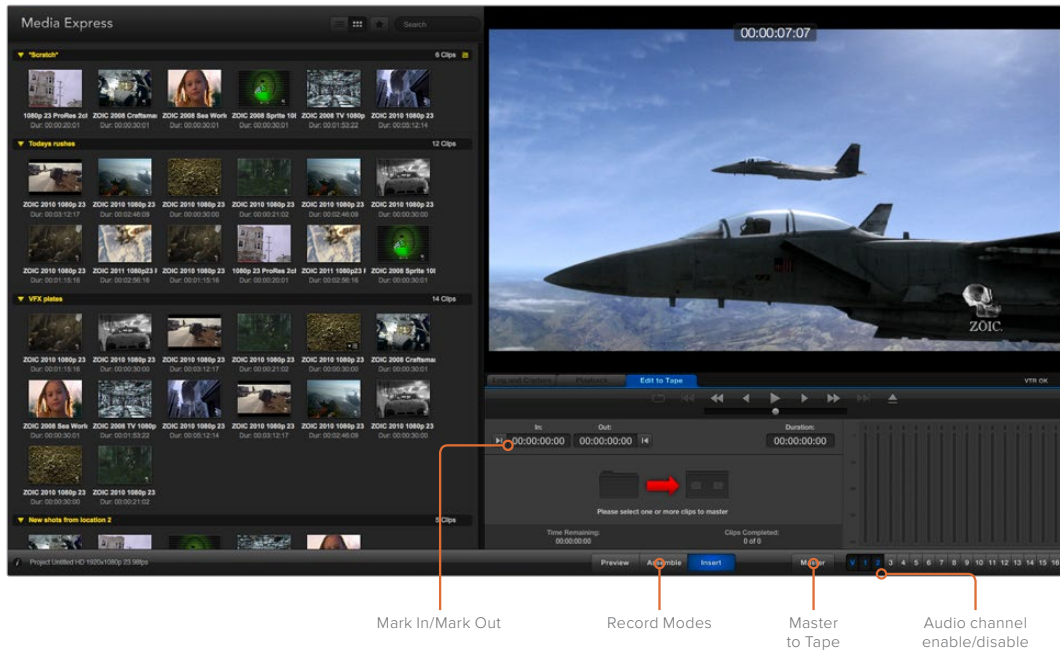 Media Express
Search
00:00:07:07
"Scratch"
6 Clips
1080p 23 ProRes 2cl
ZOIC 2008 Craftsma
ZOIC 2008 Sea Work
ZOIC 2008 Sprite 10l
ZOIC 2008 TV 1080p
ZOIC 2010 1080p 23
Dur: 00:00:20:01
Dur: 00:00:30:01
Dur: 00:00:30:01
Dur: 00:00:30:01
Dur: 00:01:53:22
Dur: 00:05:12:14
Todays rushes
12 Clips
ZOIC 2010 1080p 23
ZOIC 2010 1080p 23
ZOIC 2010 1080p 23
ZOIC 2010 1080p 23
ZOIC 2010 1080p 23
ZOIC 2010 1080p 23
Dur: 00:03:12:17
Dur: 00:02:46:09
Dur: 00:00:30:00
Dur: 00:00:21:02
Dur: 00:02:46:09
Dur: 00:00:30:00
ZOIC 2010 1080p 23
ZOIC 2011 1080p23 l
ZOIC 2010 1080p 23
1080p 23 ProRes 2cl
ZOIC 2011 1080p23 l
ZOIC 2008 Sprite 10l
Dur: 00:01:15:16
Dur: 00:02:56:16
Dur: 00:01:15:16
Dur: 00:00:20:01
Dur: 00:02:56:16
Dur: 00:00:30:01
VFX plates
14 Clips
ZOIC 2010 1080p 23
ZOIC 2010 1080p 23
ZOIC 2010 1080p 23
ZOIC 2010 1080p 23
ZOIC 2010 1080p 23
ZOIC 2008 Craftsma
Dur: 00:01:15:16
Dur: 00:00:30:00
Dur: 00:03:12:17
Dur: 00:00:21:02
Dur: 00:00:30:00
Dur: 00:00:30:01
ZOIC 2008 Sea Work
ZOIC 2008 TV 1080p
ZOIC 2010 1080p 23
ZOIC 2010 1080p 23
ZOIC 2010 1080p 23
ZOIC 2010 1080p 23
Dur: 00:00:30:01
Dur: 00:01:53:22
Dur: 00:05:12:14
Dur: 00:03:12:17
Dur: 00:02:46:09
Dur: 00:00:30:00
ZOIC 2010 1080p 23
ZOIC 2010 1080p 23
Dur: 00:00:30:00
Dur: 00:00:21:02
New shots from location 2
5 Clips
Project Untitled HD 1920x1080p 23.98fps
ZOIC.
Log and Capture
Playback
Edit to Tape
VTR OK
In:
Out:
Duration:
00:00:00:00
00:00:00:00
00:00:00:00
Please select one or more clips to master
Time Remaining:
00:00:00:00
Clips Completed:
0 of 0
Preview
Assemble
Insert
Master
V 1 2 3 4 5 6 7 8 9 10 11 12 13 14 15 16
Mark In/Mark Out
Record Modes
Master
to Tape
Audio channel
enable/disable